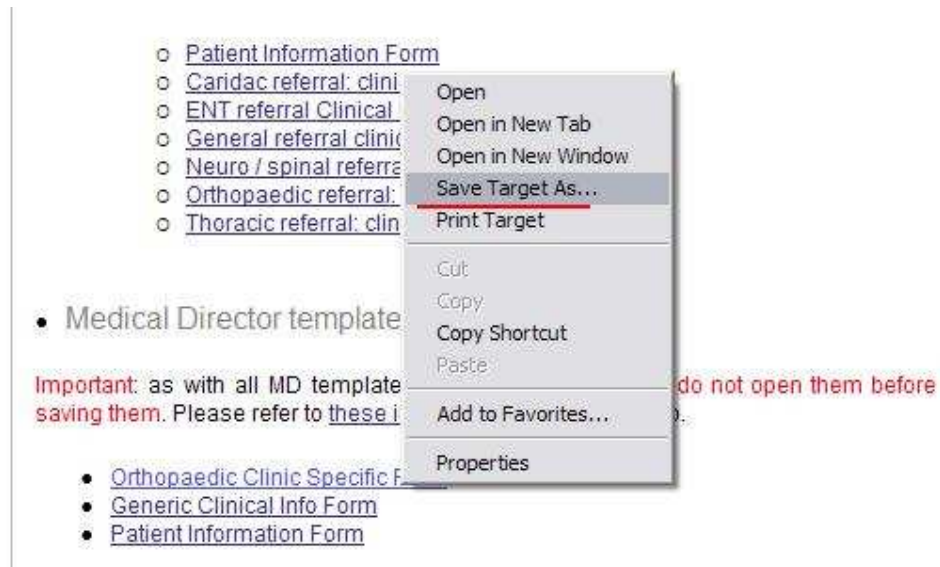 Patient Information Form
Caridac referral: clini
ENT referral Clinical
General referral clinic
Neuro / spinal referra
Orthopaedic referral:
Thoracic referral: clin
Open
Open in New Tab
Open in New Window
Save Target As...
Print Target
Cut
Copy
Copy Shortcut
Paste
Add to Favorites...
Properties
Medical Director template
Important: as with all MD template do not open them before
saving them. Please refer to these i
Orthopaedic Clinic Specific F
Generic Clinical Info Form
Patient Information Form